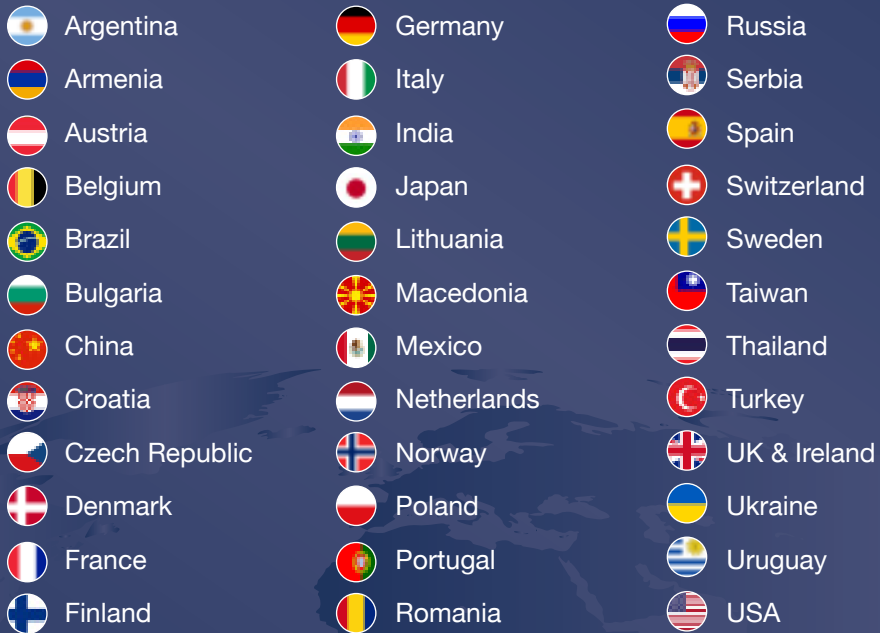 Argentina
Armenia
Austria
Belgium
Brazil
Bulgaria
China
Croatia
Czech Republic
Denmark
France
Finland
Germany
Italy
India
Japan
Lithuania
Macedonia
Mexico
Netherlands
Norway
Poland
Portugal
Romania
Russia
Serbia
Spain
Switzerland
Sweden
Taiwan
Thailand
Turkey
UK & Ireland
Ukraine
Uruguay
USA